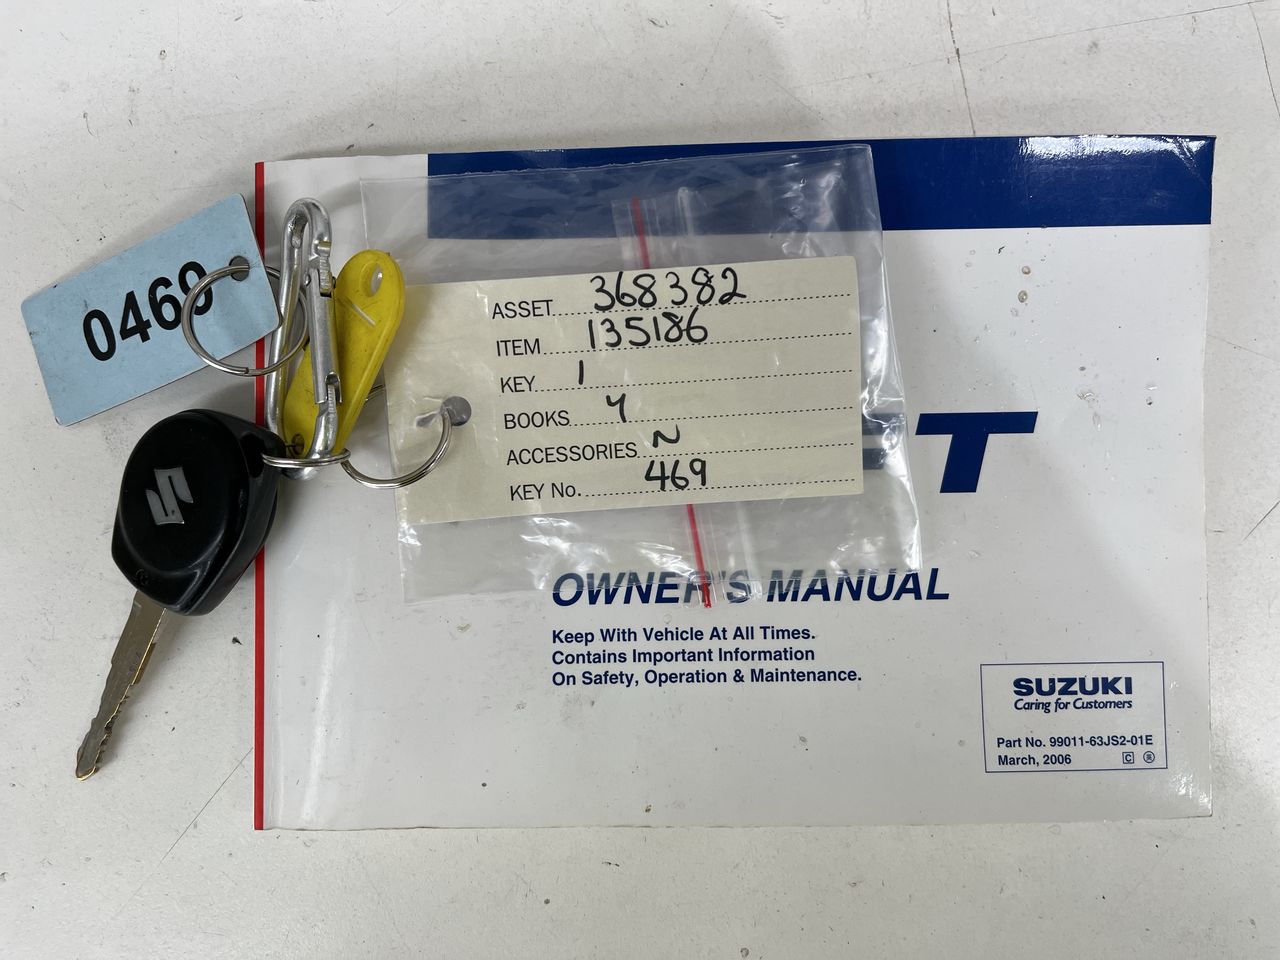 0469
ASSET 368382
ITEM 135186
KEY 1
BOOKS Y
ACCESSORIES N
KEY No. 469
T
OWNER'S MANUAL
Keep With Vehicle At All Times.
Contains Important Information
On Safety, Operation & Maintenance.
SUZUKI
Caring for Customers
Part No. 99011-63JS2-01E
March, 2006
C